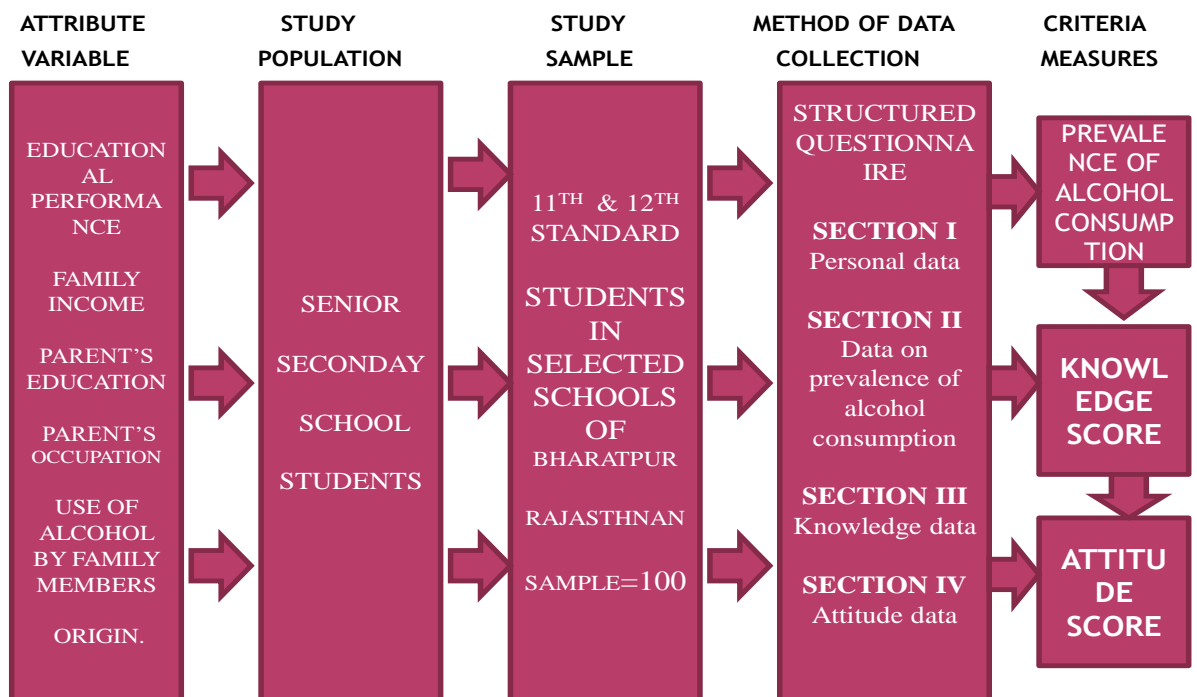 ATTRIBUTE
VARIABLE
STUDY
POPULATION
STUDY
SAMPLE
METHOD OF DATA
COLLECTION
CRITERIA
MEASURES
EDUCATION
AL
PERFORMA
NCE
FAMILY
INCOME
PARENT’S
EDUCATION
PARENT’S
OCCUPATION
USE OF
ALCOHOL
BY FAMILY
MEMBERS
ORIGIN.
SENIOR
SECONDAY
SCHOOL
STUDENTS
11TH & 12TH
STANDARD
STUDENTS
IN
SELECTED
SCHOOLS
OF
BHARATPUR
RAJASTHNAN
SAMPLE=100
STRUCTURED
QUESTIONNA
IRE
SECTION I
Personal data
SECTION II
Data on
prevalence of
alcohol
consumption
SECTION III
Knowledge data
SECTION IV
Attitude data
PREVALE
NCE OF
ALCOHOL
CONSUMP
TION
KNOWL
EDGE
SCORE
ATTITU
DE
SCORE